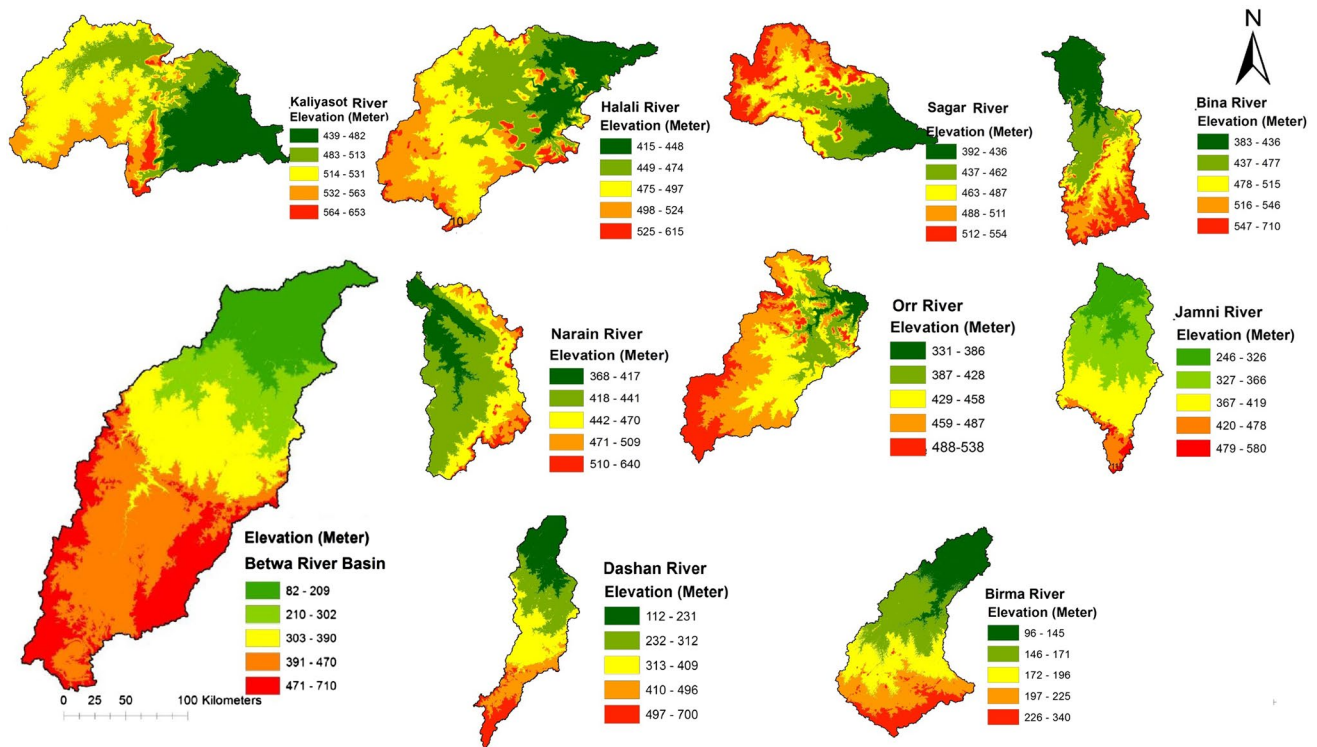 N
Kaliyasot River
Elevation (Meter)
439 - 482
483 - 513
514 - 531
532 - 563
564 - 653
Halali River
Elevation (Meter)
415 - 448
449 - 474
475 - 497
498 - 524
525 - 615
10
Sagar River
Elevation (Meter)
392 - 436
437 - 462
463 - 487
488 - 511
512 - 554
Bina River
Elevation (Meter)
383 - 436
437 - 477
478 - 515
516 - 546
547 - 710
Elevation (Meter)
Betwa River Basin
82 - 209
210 - 302
303 - 390
391 - 470
471 - 710
0 25 50 100 Kilometers
Narain River
Elevation (Meter)
368 - 417
418 - 441
442 - 470
471 - 509
510 - 640
Orr River
Elevation (Meter)
331 - 386
387 - 428
429 - 458
459 - 487
488-538
Jamni River
Elevation (Meter)
246 - 326
327 - 366
367 - 419
420 - 478
479 - 580
Dashan River
Elevation (Meter)
112 - 231
232 - 312
313 - 409
410 - 496
497 - 700
Birma River
Elevation (Meter)
96 - 145
146 - 171
172 - 196
197 - 225
226 - 340